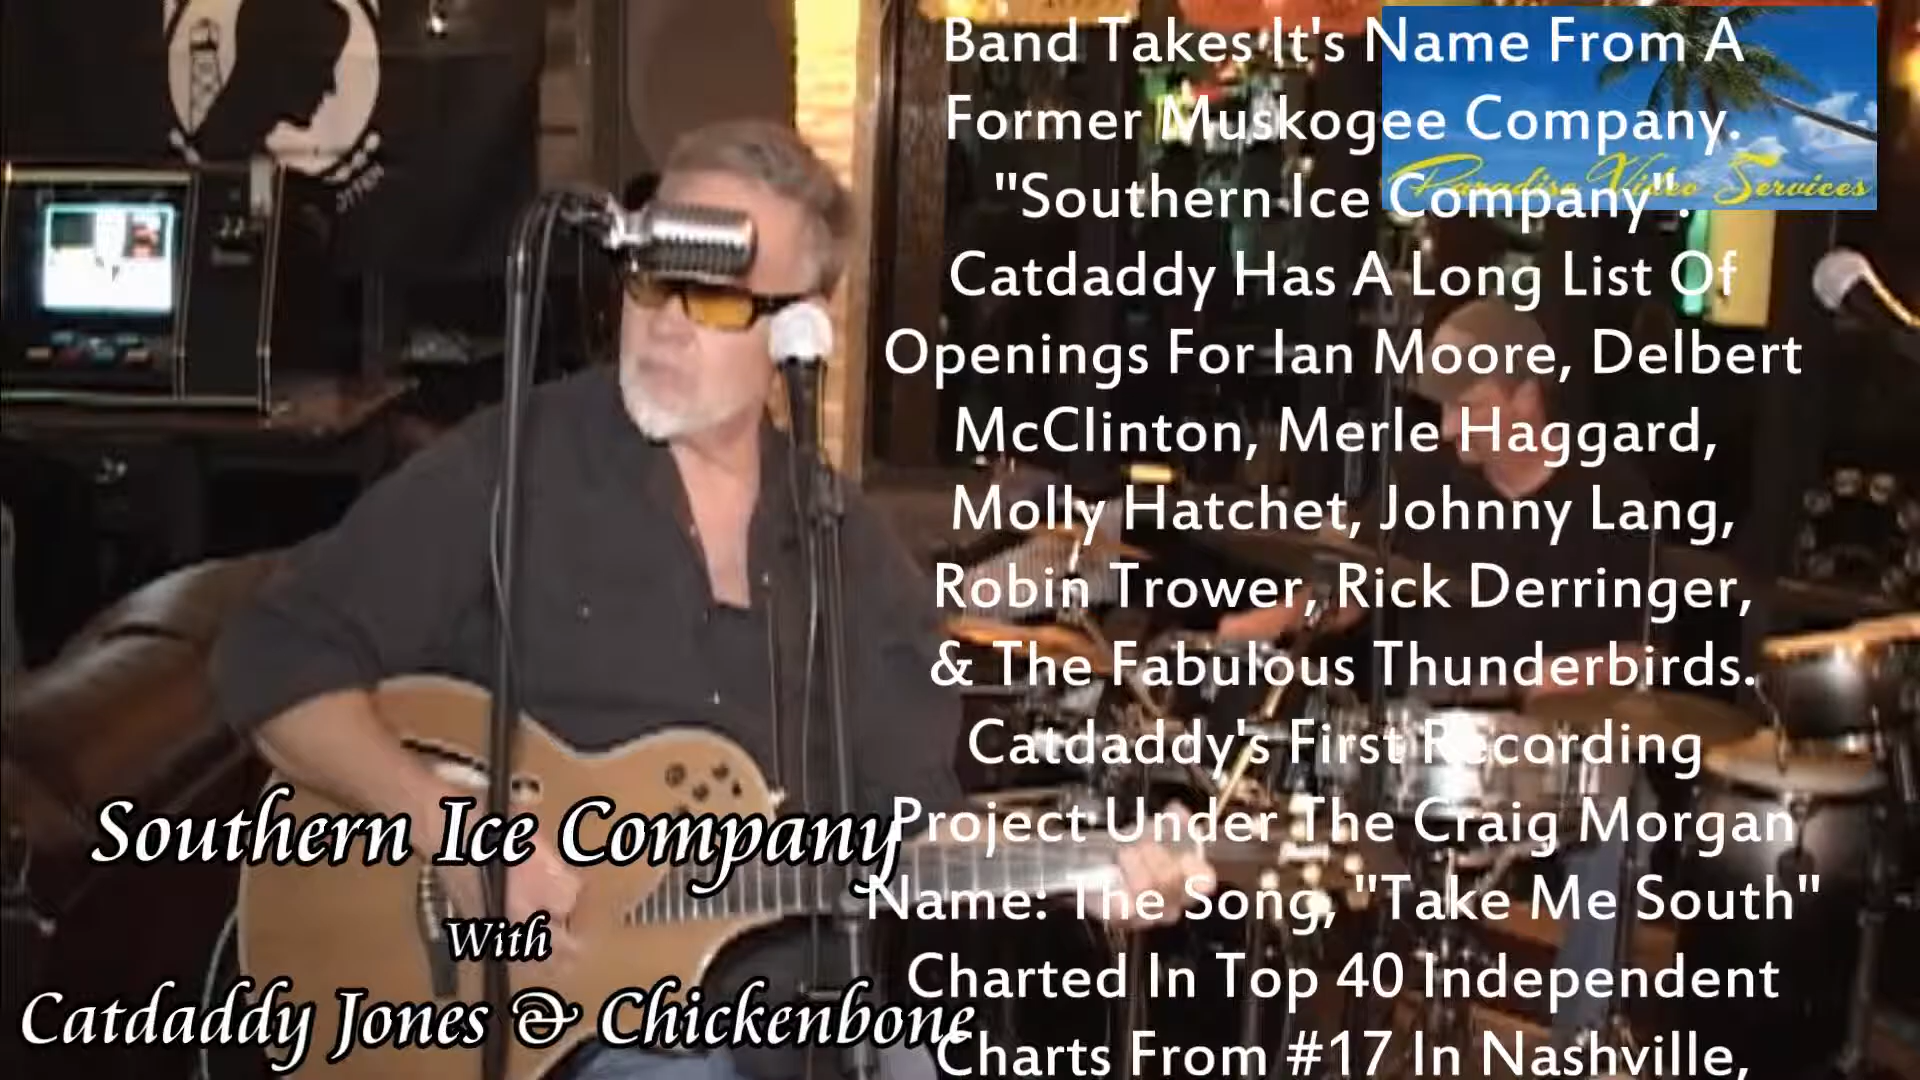 Band Takes It's Name From A
Former Muskogee Company.
"Southern Ice Company".
Catdaddy Has A Long List Of
Openings For Ian Moore, Delbert
McClinton, Merle Haggard,
Molly Hatchet, Johnny Lang,
Robin Trower, Rick Derringer,
& The Fabulous Thunderbirds.
Catdaddy's First Recording
Project Under The Craig Morgan
Name: The Song, "Take Me South"
Charted In Top 40 Independent
Charts From #17 In Nashville,
Paradise Video Services
Southern Ice Company
With
Catdaddy Jones & Chickenbone